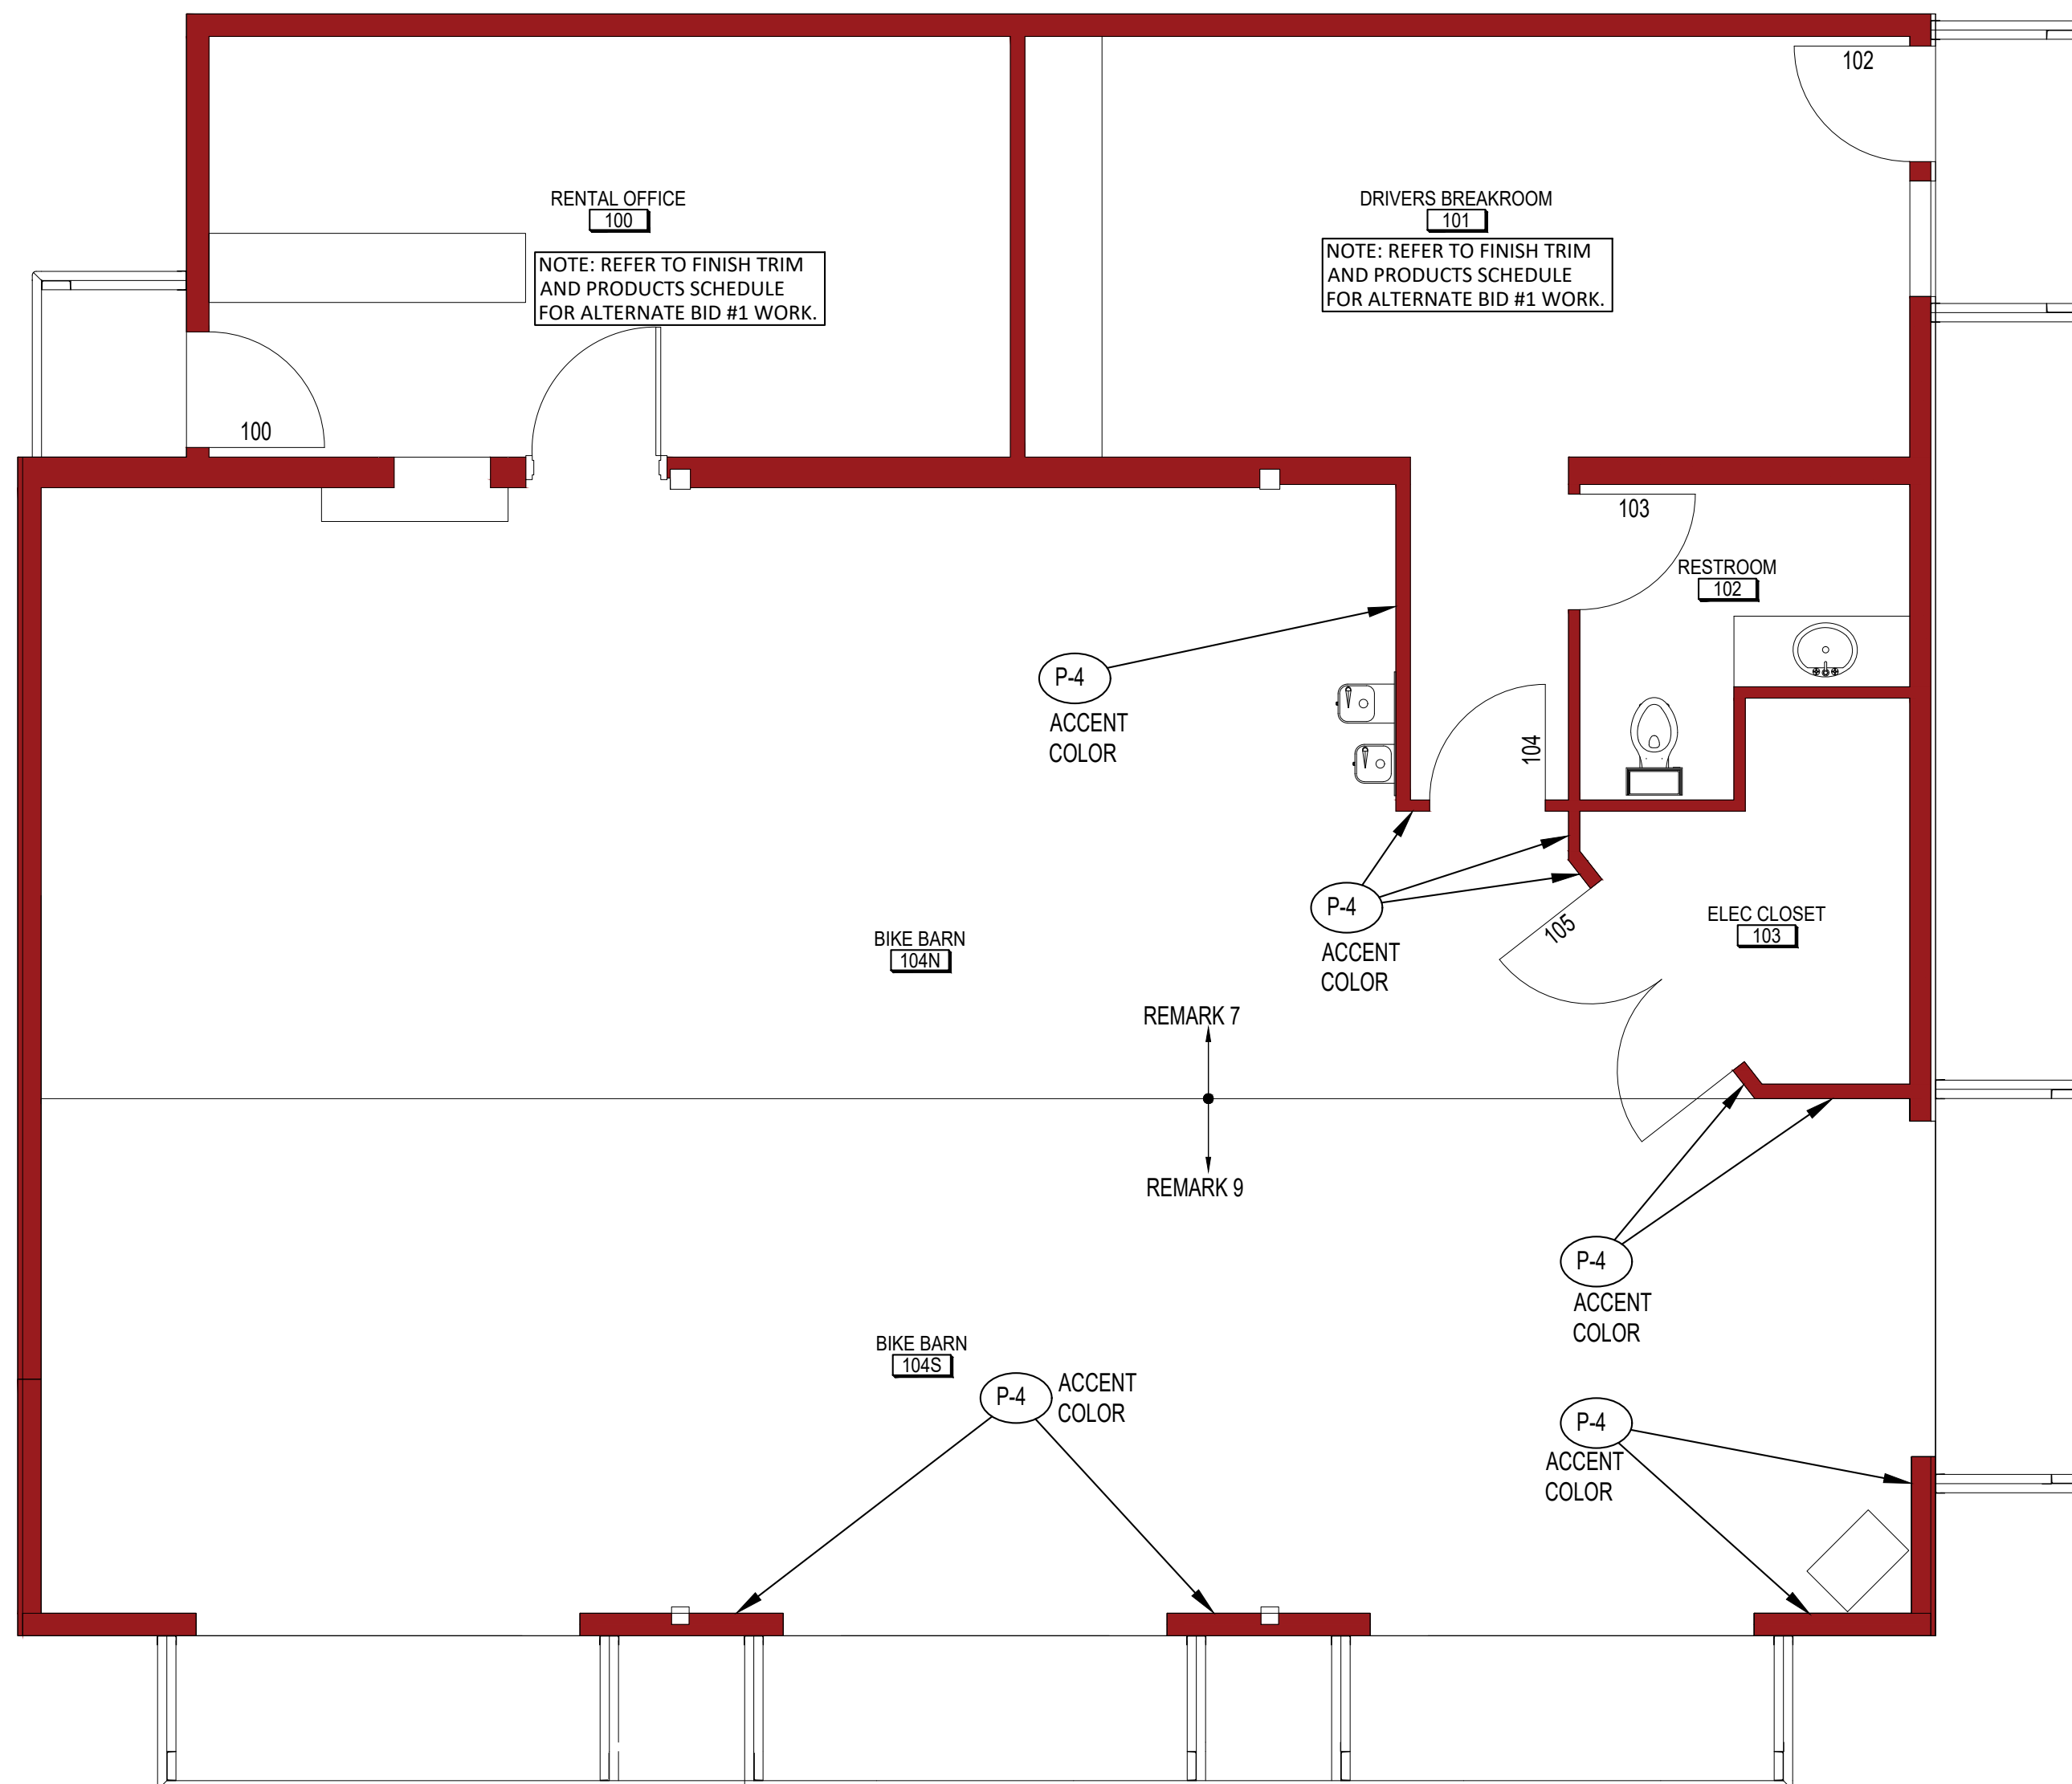 102
RENTAL OFFICE
100
NOTE: REFER TO FINISH TRIM
AND PRODUCTS SCHEDULE
FOR ALTERNATE BID #1 WORK.
DRIVERS BREAKROOM
101
NOTE: REFER TO FINISH TRIM
AND PRODUCTS SCHEDULE
FOR ALTERNATE BID #1 WORK.
100
103
RESTROOM
102
P-4
ACCENT
COLOR
104
P-4
ACCENT
COLOR
105
ELEC CLOSET
103
BIKE BARN
104N
REMARK 7
REMARK 9
P-4
ACCENT
COLOR
BIKE BARN
104S
P-4
ACCENT
COLOR
P-4
ACCENT
COLOR